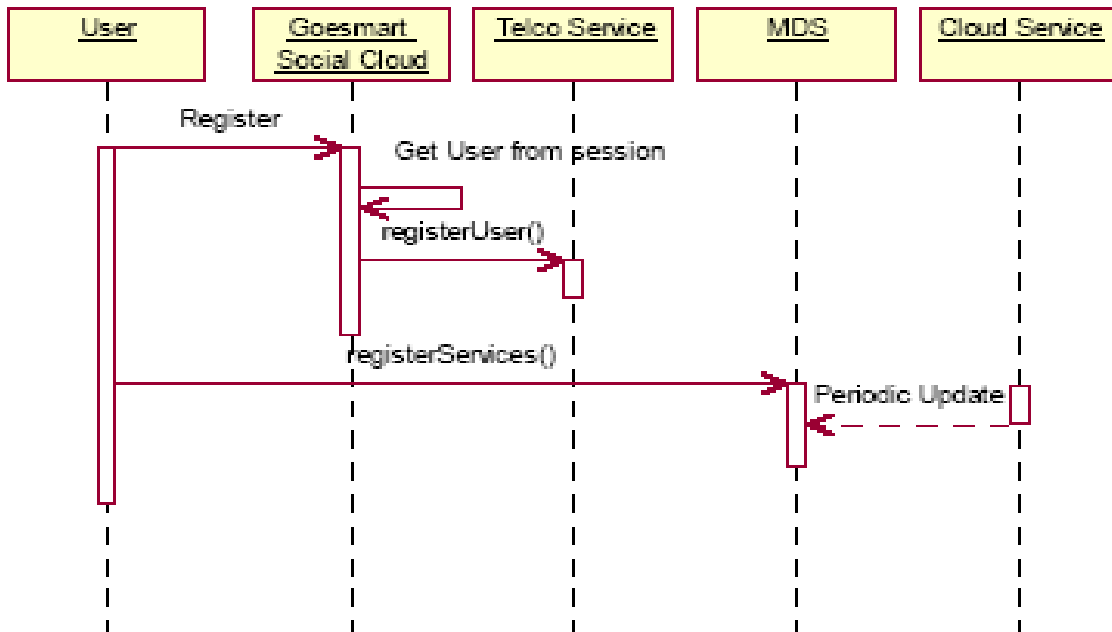 User
Goesmart
Social Cloud
Telco Service
MDS
Cloud Service
Register
Get User from session
registerUser()
registerServices()
Periodic Update